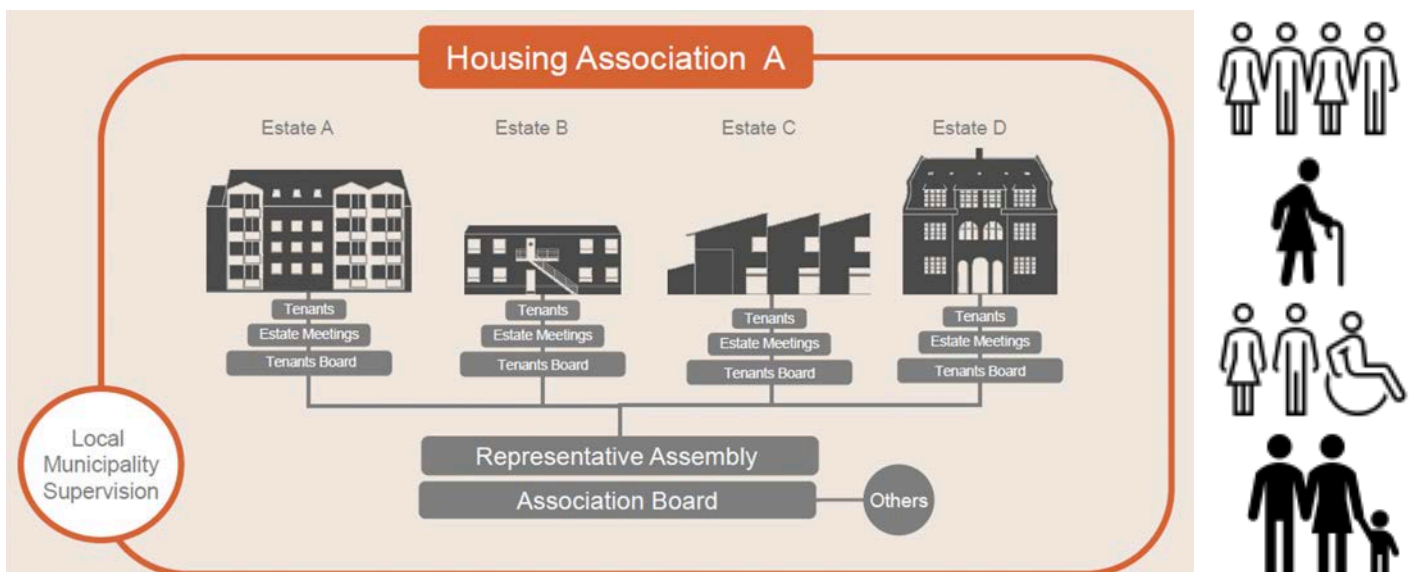 Housing Association A
Estate A
Estate B
Estate C
Estate D
Tenants
Estate Meetings
Tenants Board
Tenants
Estate Meetings
Tenants Board
Tenants
Estate Meetings
Tenants Board
Tenants
Estate Meetings
Tenants Board
Local
Municipality
Supervision
Representative Assembly
Association Board
Others